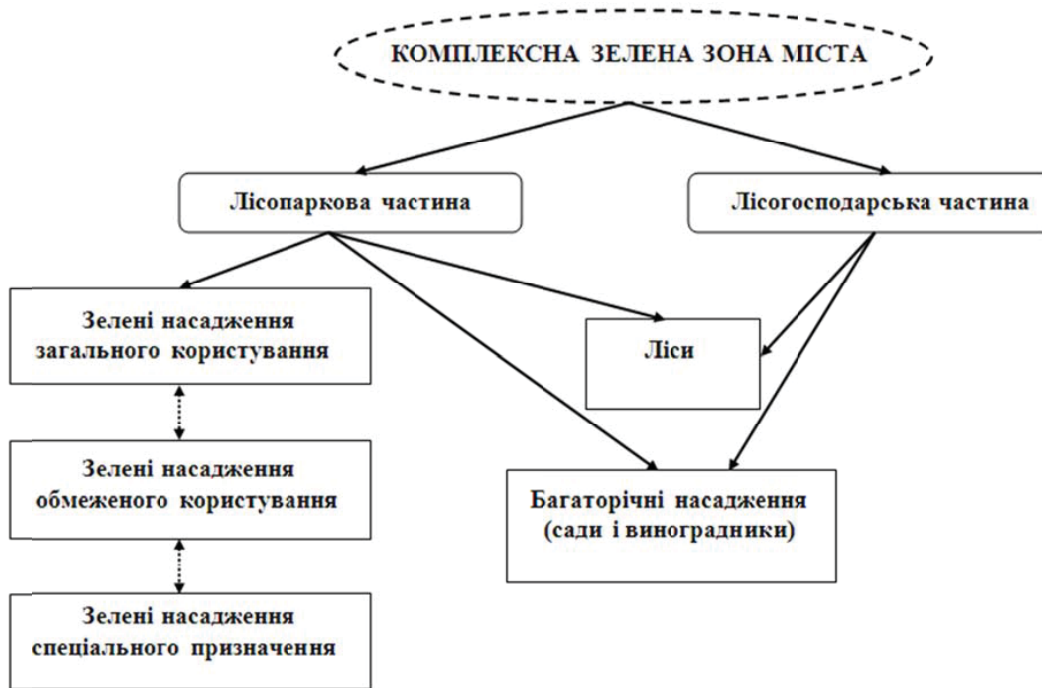 КОМПЛЕКСНА ЗЕЛЕНА ЗОНА МІСТА
Лісопаркова частина
Лісогосподарська частина
Зелені насадження
загального користування
Ліси
Зелені насадження
обмеженого користування
Багаторічні насадження
(сади і виноградники)
Зелені насадження
спеціального призначення